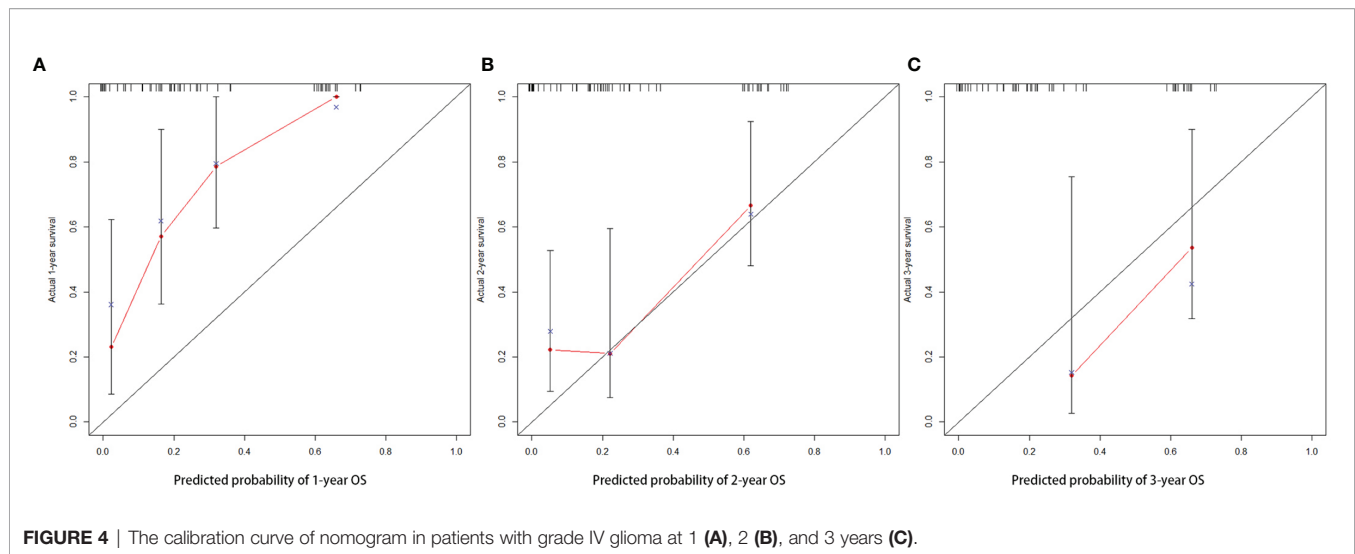 A
B
C
1.0
0.8
0.6
0.4
0.2
0.0
Actual 1-year survival
0.0 0.2 0.4 0.6 0.8 1.0
Predicted probability of 1-year OS
1.0
0.8
0.6
0.4
0.2
0.0
Actual 2-year survival
0.0 0.2 0.4 0.6 0.8 1.0
Predicted probability of 2-year OS
1.0
0.8
0.6
0.4
0.2
0.0
Actual 3-year survival
0.0 0.2 0.4 0.6 0.8 1.0
Predicted probability of 3-year OS
FIGURE 4 | The calibration curve of nomogram in patients with grade IV glioma at 1 (A), 2 (B), and 3 years (C).